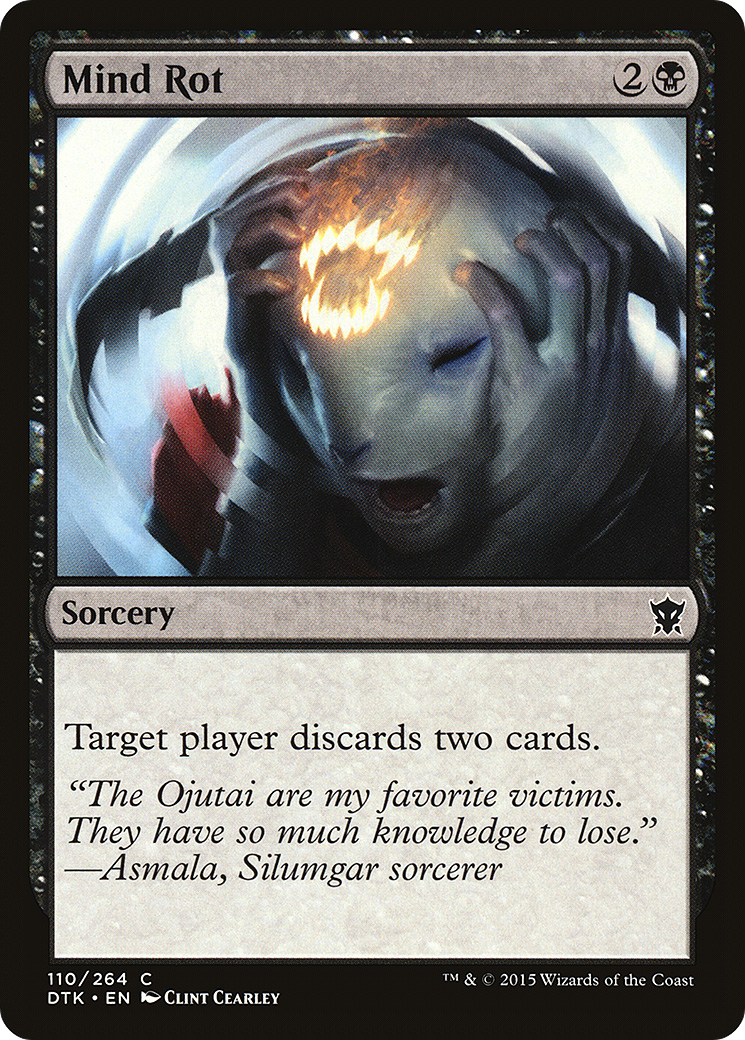 Mind Rot
2
Sorcery
Target player discards two cards.
“The Ojutai are my favorite victims.
They have so much knowledge to lose.”
—Asmala, Silumgar sorcerer
110/264 C
™ & © 2015 Wizards of the Coast
DTK • EN Clint Cearley